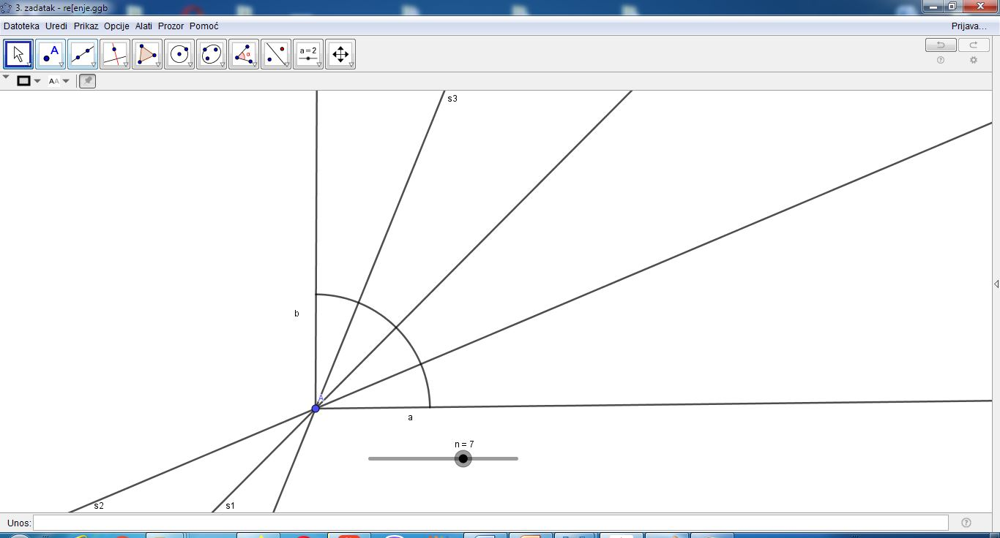 3. zadatak - re[enje.ggb
Datoteka Uredi Prikaz Opcije Alati Prozor Pomoć Prijava...
A
α
a = 2
AA
s3
b
A
a
n = 7
s2
s1
Unos: